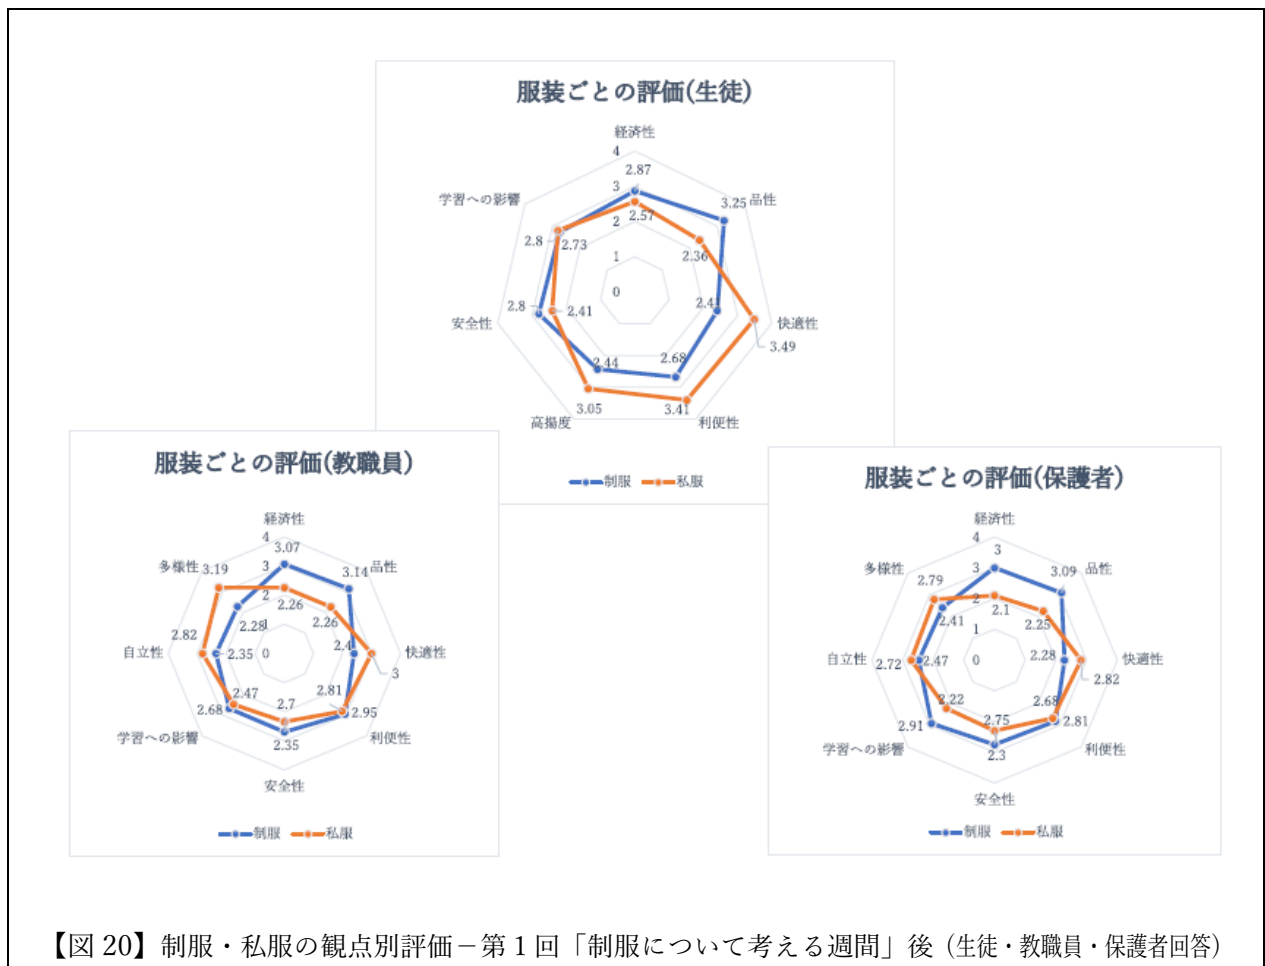 服装ごとの評価(生徒)
経済性
4
2.87
3
学習への影響
3.25 品性
2
2.57
2.8
2.73
1
2.36
0
2.8
2.41
2.41
安全性
快適性
3.49
2.44
2.68
3.05
3.41
高揚度
利便性
制服 私服
服装ごとの評価(教職員)
経済性
4
3.07
多様性 3.19
3
3.14 品性
2
2.26
2.82
2.28
1
2.26
自立性
2.35
0
2.4
快適性
3
2.47
2.81
2.68
2.7
2.95
学習への影響
2.35
利便性
安全性
制服 私服
服装ごとの評価(保護者)
経済性
4
3
多様性
2.79
3
3.09
品性
2
2.1
2.41
1
2.25
自立性
2.72
2.47
0
2.28
快適性
2.82
2.22
2.68
2.91
2.75
2.81
学習への影響
2.3
利便性
安全性
制服 私服
【図 20】制服・私服の観点別評価－第 1 回「制服について考える週間」後（生徒・教職員・保護者回答）